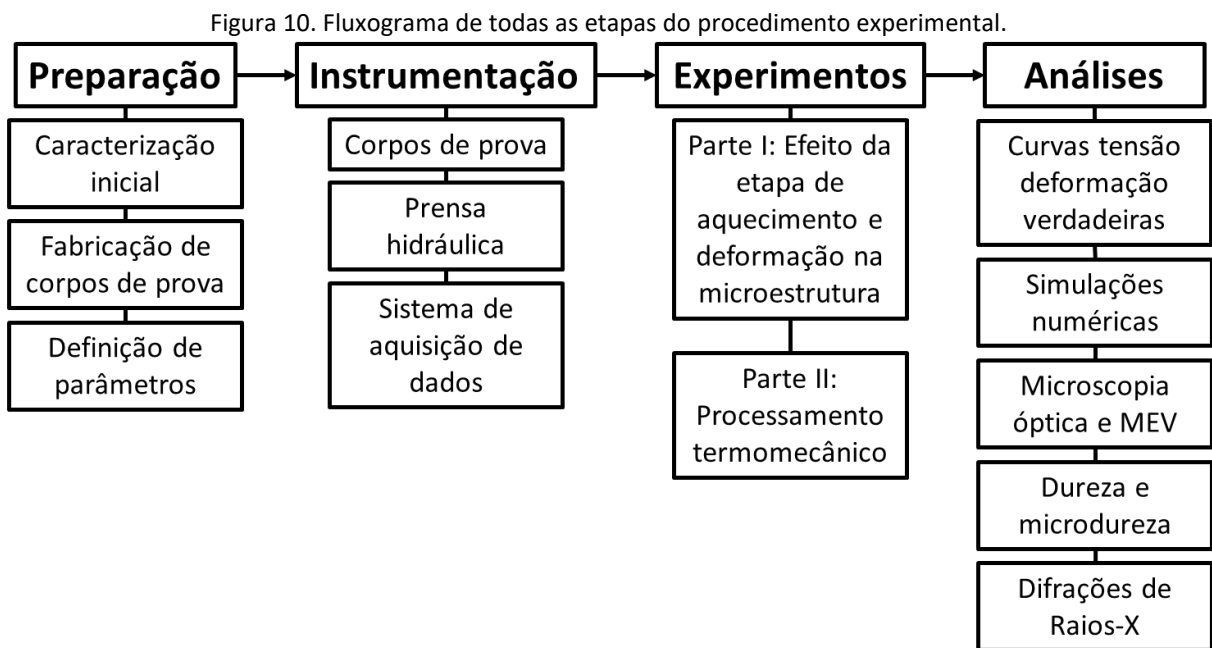 Figura 10. Fluxograma de todas as etapas do procedimento experimental.
Preparação
Caracterização
inicial
Fabricação de
corpos de prova
Definição de
parâmetros
Instrumentação
Corpos de prova
Prensa
hidráulica
Sistema de
aquisição de
dados
Experimentos
Parte I: Efeito da
etapa de
aquecimento e
deformação na
microestrutura
Parte II:
Processamento
termomecânico
Análises
Curvas tensão
deformação
verdadeiras
Simulações
numéricas
Microscopia
óptica e MEV
Dureza e
microdureza
Difrações de
Raios-X